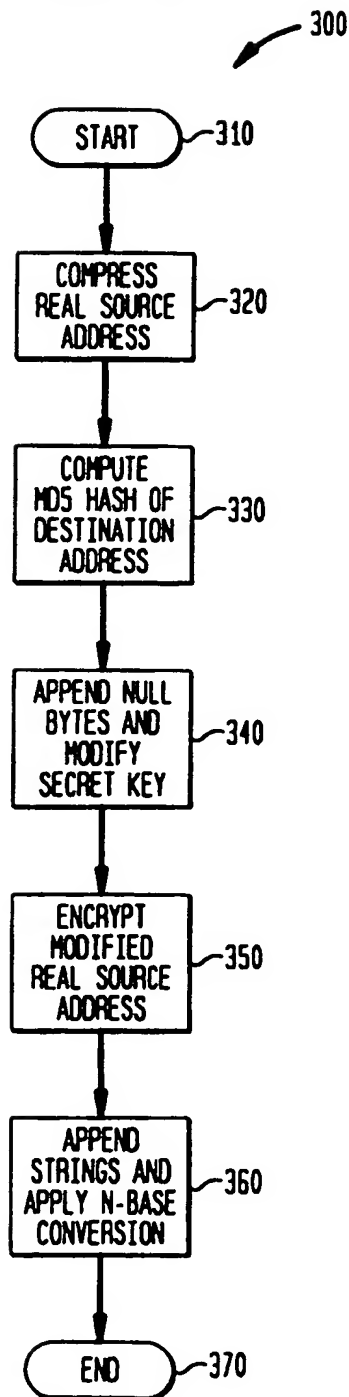 300
START
310
COMPRESS
REAL SOURCE
ADDRESS
320
COMPUTE
MD5 HASH OF
DESTINATION
ADDRESS
330
APPEND NULL
BYTES AND
MODIFY
SECRET KEY
340
ENCRYPT
MODIFIED
REAL SOURCE
ADDRESS
350
APPEND
STRINGS AND
APPLY N-BASE
CONVERSION
360
END
370